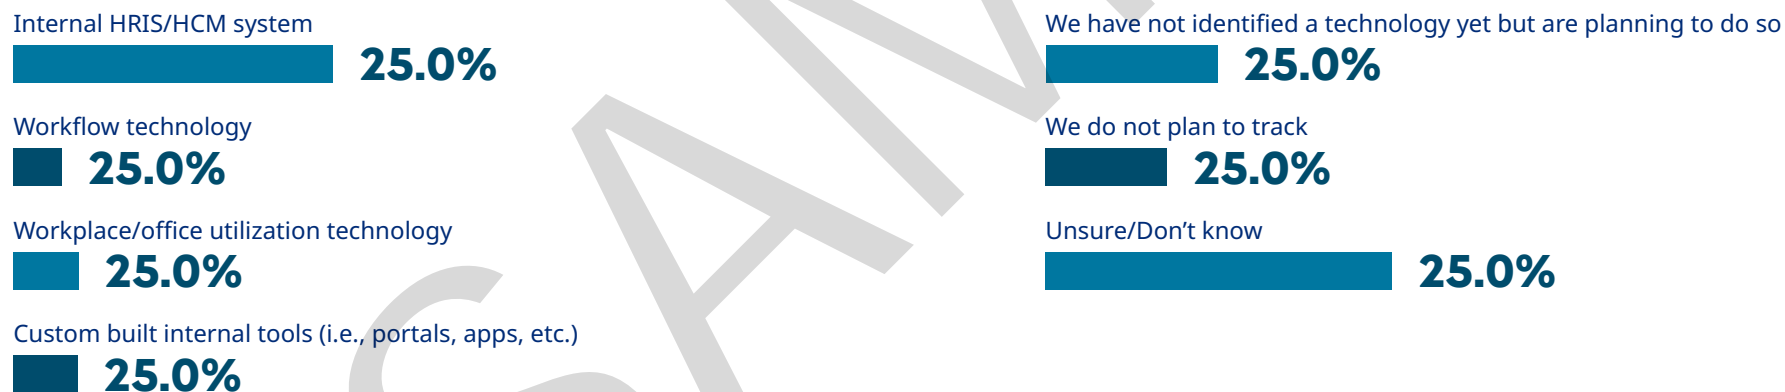 Internal HRIS/HCM system
25.0%
Workflow technology
25.0%
Workplace/office utilization technology
25.0%
Custom built internal tools (i.e., portals, apps, etc.)
25.0%
We have not identified a technology yet but are planning to do so
25.0%
We do not plan to track
25.0%
Unsure/Don’t know
25.0%